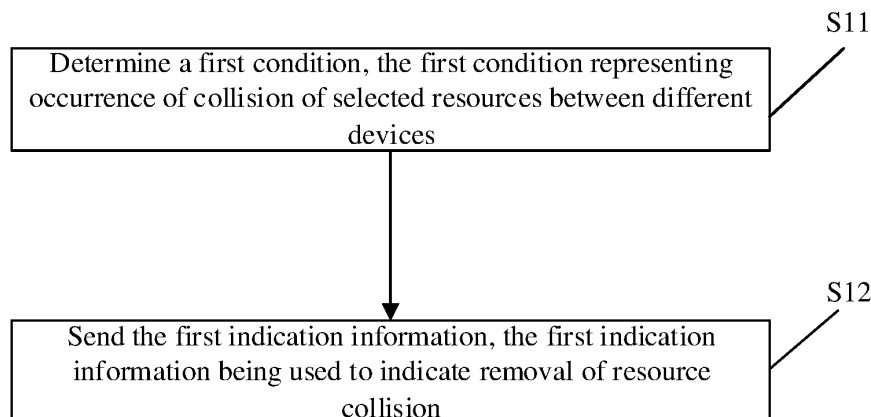 S11
Determine a first condition, the first condition representing
occurrence of collision of selected resources between different
devices
S12
Send the first indication information, the first indication
information being used to indicate removal of resource
collision